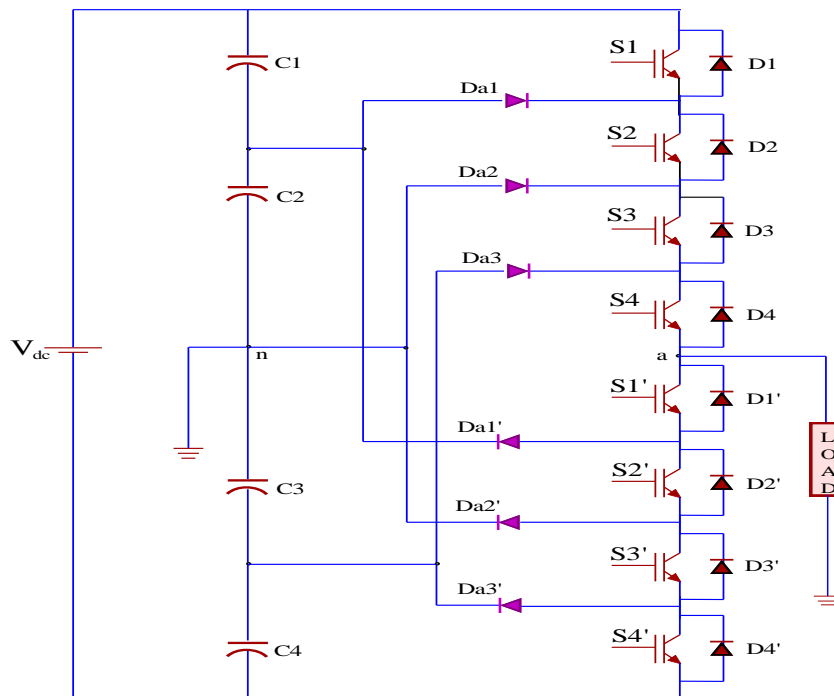 S1
C1
D1
Da1
S2
D2
Da2
C2
S3
D3
Da3
S4
D4
Vdc
n
a
S1'
D1'
Da1'
LOAD
S2'
D2'
C3
Da2'
S3'
D3'
Da3'
S4'
C4
D4'